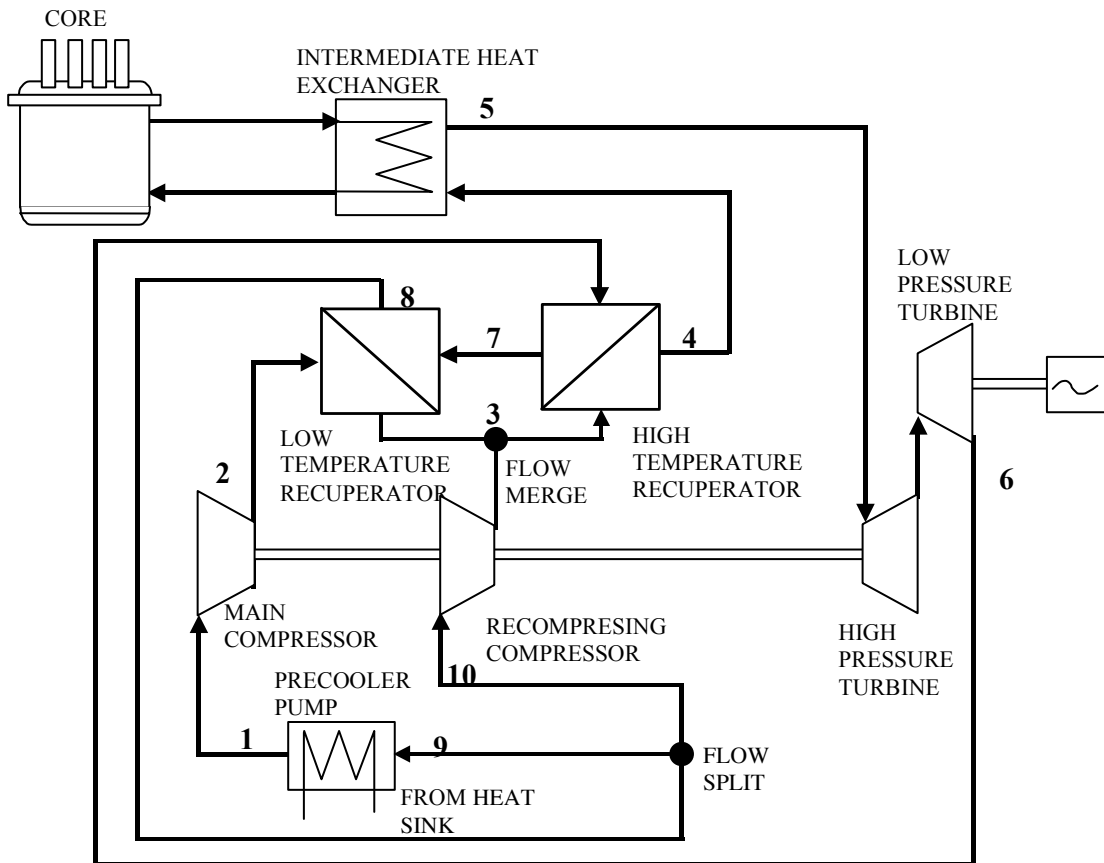 CORE
INTERMEDIATE HEAT
EXCHANGER
5
LOW
PRESSURE
TURBINE
8
7
4
3
LOW
TEMPERATURE
RECUPERATOR
FLOW
MERGE
HIGH
TEMPERATURE
RECUPERATOR
2
6
MAIN
COMPRESSOR
RECOMPRESING
COMPRESSOR
HIGH
PRESSURE
TURBINE
10
PRECOOLER
PUMP
1
9
FLOW
SPLIT
FROM HEAT
SINK